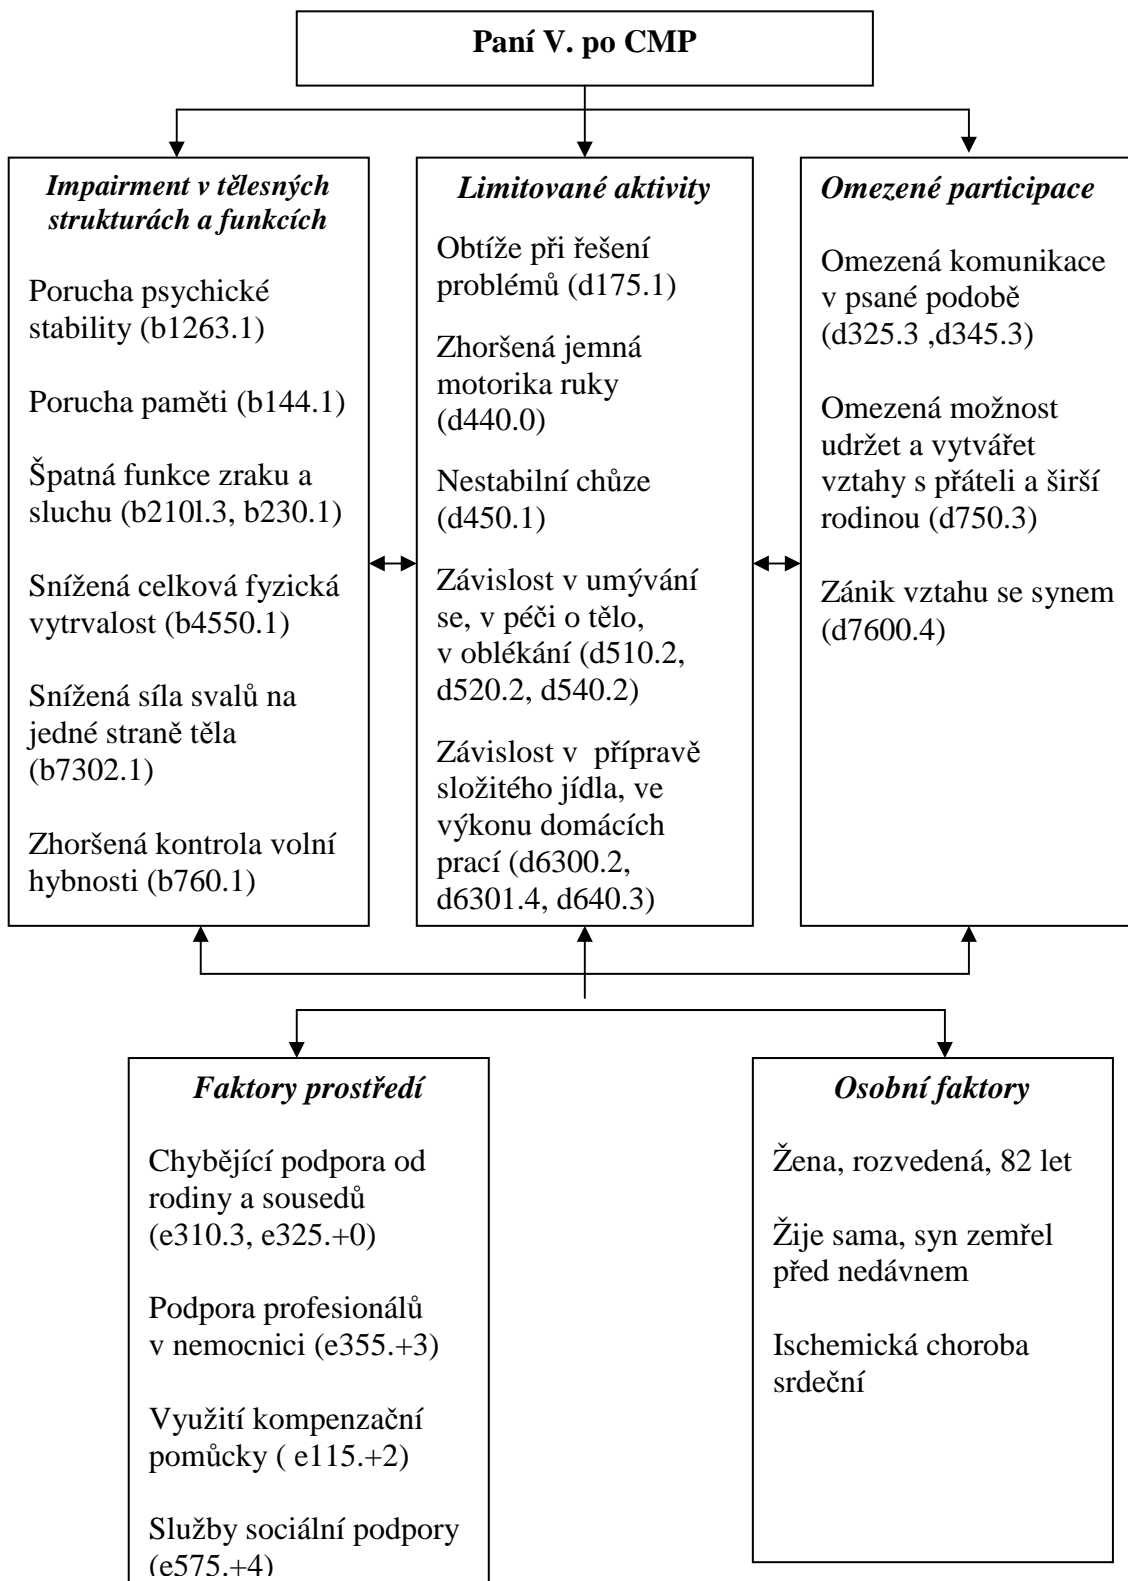 Paní V. po CMP
Impairment v tělesných
strukturách a funkcích
Porucha psychické
stability (b1263.1)
Porucha paměti (b144.1)
Špatná funkce zraku a
sluchu (b210l.3, b230.1)
Snížená celková fyzická
vytrvalost (b4550.1)
Snížená síla svalů na
jedné straně těla
(b7302.1)
Zhoršená kontrola volní
hybnosti (b760.1)
Limitované aktivity
Obtíže při řešení
problémů (d175.1)
Zhoršená jemná
motorika ruky
(d440.0)
Nestabilní chůze
(d450.1)
Závislost v umývání
se, v péči o tělo,
v oblékání (d510.2,
d520.2, d540.2)
Závislost v  přípravě
složitého jídla, ve
výkonu domácích
prací (d6300.2,
d6301.4, d640.3)
Omezené participace
Omezená komunikace
v psané podobě
(d325.3 ,d345.3)
Omezená možnost
udržet a vytvářet
vztahy s přáteli a širší
rodinou (d750.3)
Zánik vztahu se synem
(d7600.4)
Faktory prostředí
Chybějící podpora od
rodiny a sousedů
(e310.3, e325.+0)
Podpora profesionálů
v nemocnici (e355.+3)
Využití kompenzační
pomůcky ( e115.+2)
Služby sociální podpory
(e575.+4)
Osobní faktory
Žena, rozvedená, 82 let
Žije sama, syn zemřel
před nedávnem
Ischemická choroba
srdeční